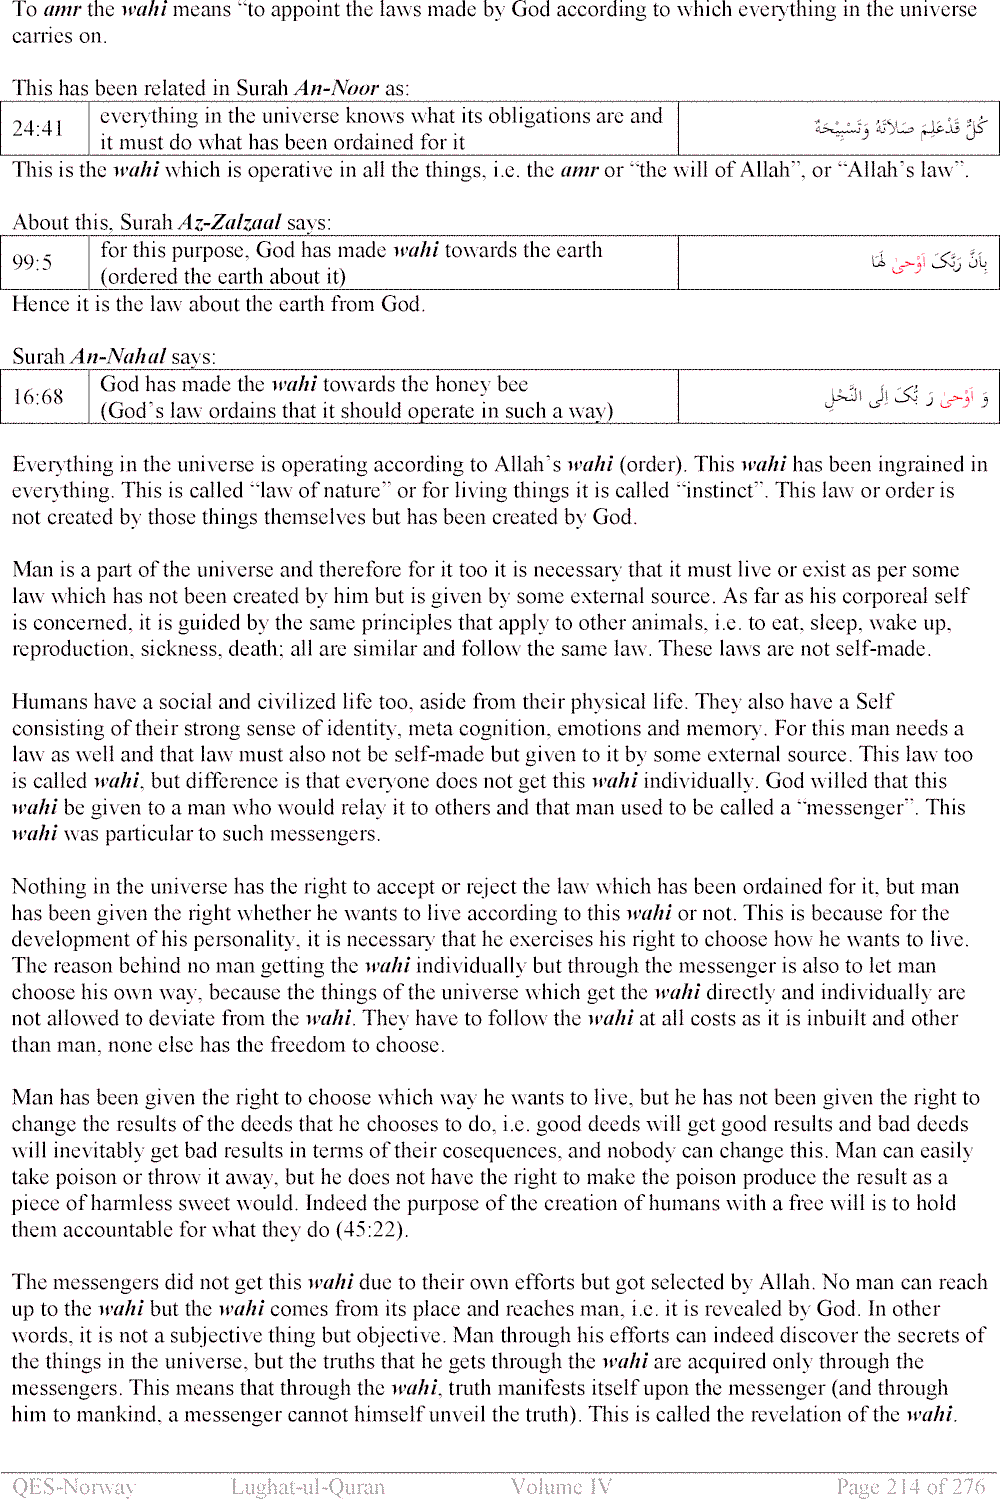 To amr the wahi means “to appoint the laws made by God according to which everything in the universe
carries on.
This has been related in Surah An-Noor as:
24:41
everything in the universe knows what its obligations are and
it must do what has been ordained for it
کُلٌّ قَدْعَلِمَ صَلاَتَهُ وَتَسْبِيْحَهٌ
This is the wahi which is operative in all the things, i.e. the amr or “the will of Allah”, or “Allah’s law”.
About this, Surah Az-Zalzaal says:
99:5
for this purpose, God has made wahi towards the earth
(ordered the earth about it)
بِاَنَّ رَبَّکَ اَوْحیٰ لَهَا
Hence it is the law about the earth from God.
Surah An-Nahal says:
16:68
God has made the wahi towards the honey bee
(God’s law ordains that it should operate in such a way)
وَ اَوْحیٰ رَ بُّکَ اِلَی النَّحْلِ
Everything in the universe is operating according to Allah’s wahi (order). This wahi has been ingrained in
everything. This is called “law of nature” or for living things it is called “instinct”. This law or order is
not created by those things themselves but has been created by God.
Man is a part of the universe and therefore for it too it is necessary that it must live or exist as per some
law which has not been created by him but is given by some external source. As far as his corporeal self
is concerned, it is guided by the same principles that apply to other animals, i.e. to eat, sleep, wake up,
reproduction, sickness, death; all are similar and follow the same law. These laws are not self-made.
Humans have a social and civilized life too, aside from their physical life. They also have a Self
consisting of their strong sense of identity, meta cognition, emotions and memory. For this man needs a
law as well and that law must also not be self-made but given to it by some external source. This law too
is called wahi, but difference is that everyone does not get this wahi individually. God willed that this
wahi be given to a man who would relay it to others and that man used to be called a “messenger”. This
wahi was particular to such messengers.
Nothing in the universe has the right to accept or reject the law which has been ordained for it, but man
has been given the right whether he wants to live according to this wahi or not. This is because for the
development of his personality, it is necessary that he exercises his right to choose how he wants to live.
The reason behind no man getting the wahi individually but through the messenger is also to let man
choose his own way, because the things of the universe which get the wahi directly and individually are
not allowed to deviate from the wahi. They have to follow the wahi at all costs as it is inbuilt and other
than man, none else has the freedom to choose.
Man has been given the right to choose which way he wants to live, but he has not been given the right to
change the results of the deeds that he chooses to do, i.e. good deeds will get good results and bad deeds
will inevitably get bad results in terms of their cosequences, and nobody can change this. Man can easily
take poison or throw it away, but he does not have the right to make the poison produce the result as a
piece of harmless sweet would. Indeed the purpose of the creation of humans with a free will is to hold
them accountable for what they do (45:22).
The messengers did not get this wahi due to their own efforts but got selected by Allah. No man can reach
up to the wahi but the wahi comes from its place and reaches man, i.e. it is revealed by God. In other
words, it is not a subjective thing but objective. Man through his efforts can indeed discover the secrets of
the things in the universe, but the truths that he gets through the wahi are acquired only through the
messengers. This means that through the wahi, truth manifests itself upon the messenger (and through
him to mankind, a messenger cannot himself unveil the truth). This is called the revelation of the wahi.
QES-Norway Lughat-ul-Quran Volume IV Page 214 of 276